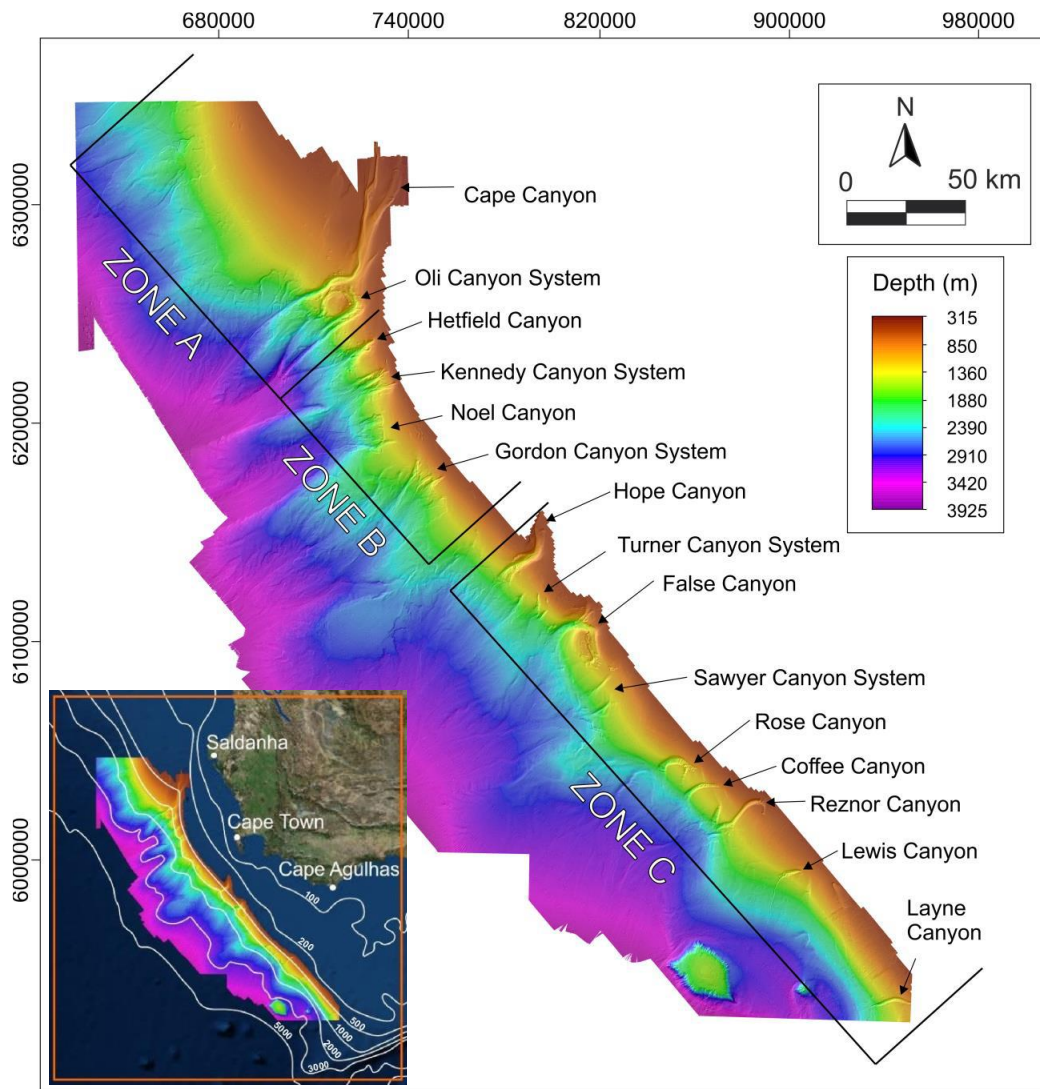 680000
740000
820000
900000
980000
6300000
6200000
6100000
6000000
N
0
50 km
Depth (m)
315
850
1360
1880
2390
2910
3420
3925
Cape Canyon
Oli Canyon System
Hetfield Canyon
Kennedy Canyon System
Noel Canyon
Gordon Canyon System
Hope Canyon
Turner Canyon System
False Canyon
Sawyer Canyon System
Rose Canyon
Coffee Canyon
Reznor Canyon
Lewis Canyon
Layne
Canyon
ZONE A
ZONE B
ZONE C
Saldanha
Cape Town
Cape Agulhas
100
200
500
1000
2000
3000
5000